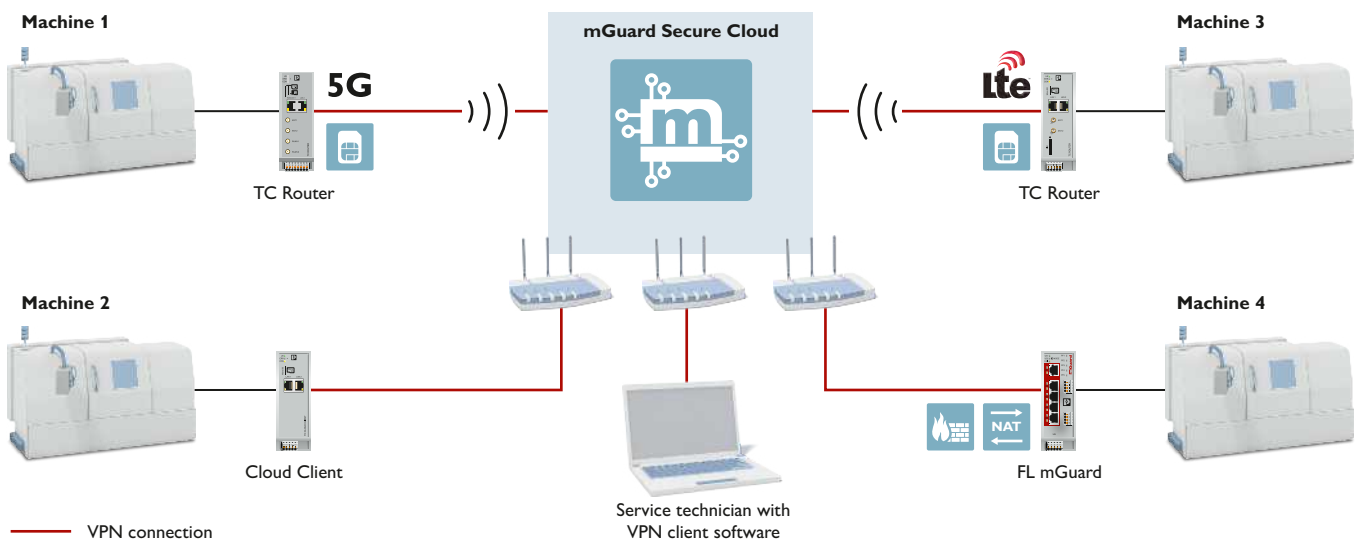 Machine 1
mGuard Secure Cloud
Machine 3
5G
lte
TC Router
TC Router
Machine 2
Machine 4
NAT
Cloud Client
FL mGuard
Service technician with
VPN client software
VPN connection